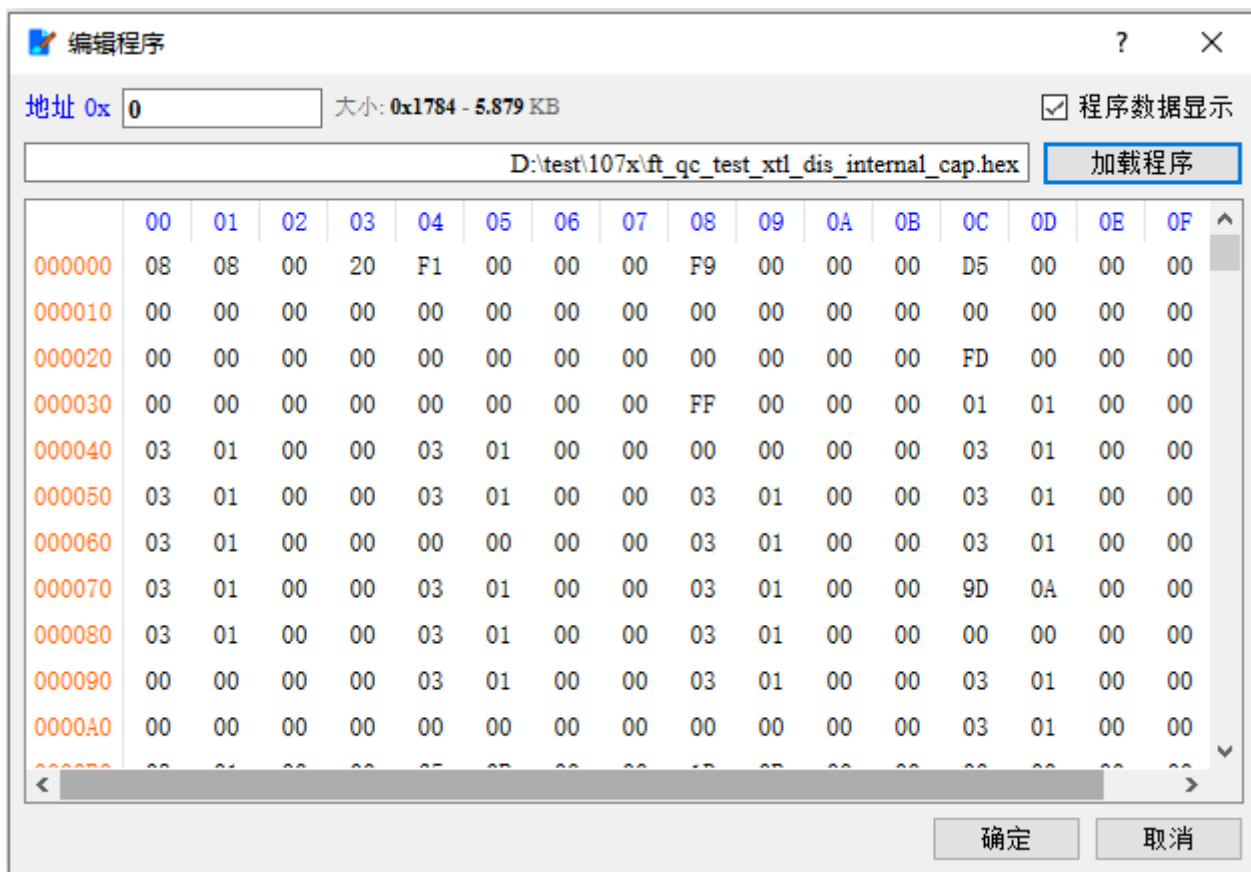 编辑程序 ?
地址 0x 0 大小: 0x1784 - 5.879 KB 程序数据显示
D:\test\107x\ft_qc_test_xtl_dis_internal_cap.hex 加载程序
00 01 02 03 04 05 06 07 08 09 0A 0B 0C 0D 0E 0F
000000 08 08 00 20 F1 00 00 00 F9 00 00 00 D5 00 00 00
000010 00 00 00 00 00 00 00 00 00 00 00 00 00 00 00 00
000020 00 00 00 00 00 00 00 00 00 00 00 00 FD 00 00 00
000030 00 00 00 00 00 00 00 00 FF 00 00 00 01 01 00 00
000040 03 01 00 00 03 01 00 00 00 00 00 00 03 01 00 00
000050 03 01 00 00 03 01 00 00 03 01 00 00 03 01 00 00
000060 03 01 00 00 00 00 00 00 03 01 00 00 03 01 00 00
000070 03 01 00 00 03 01 00 00 03 01 00 00 9D 0A 00 00
000080 03 01 00 00 03 01 00 00 03 01 00 00 00 00 00 00
000090 00 00 00 00 03 01 00 00 03 01 00 00 03 01 00 00
0000A0 00 00 00 00 00 00 00 00 00 00 00 00 03 01 00 00
确定 取消